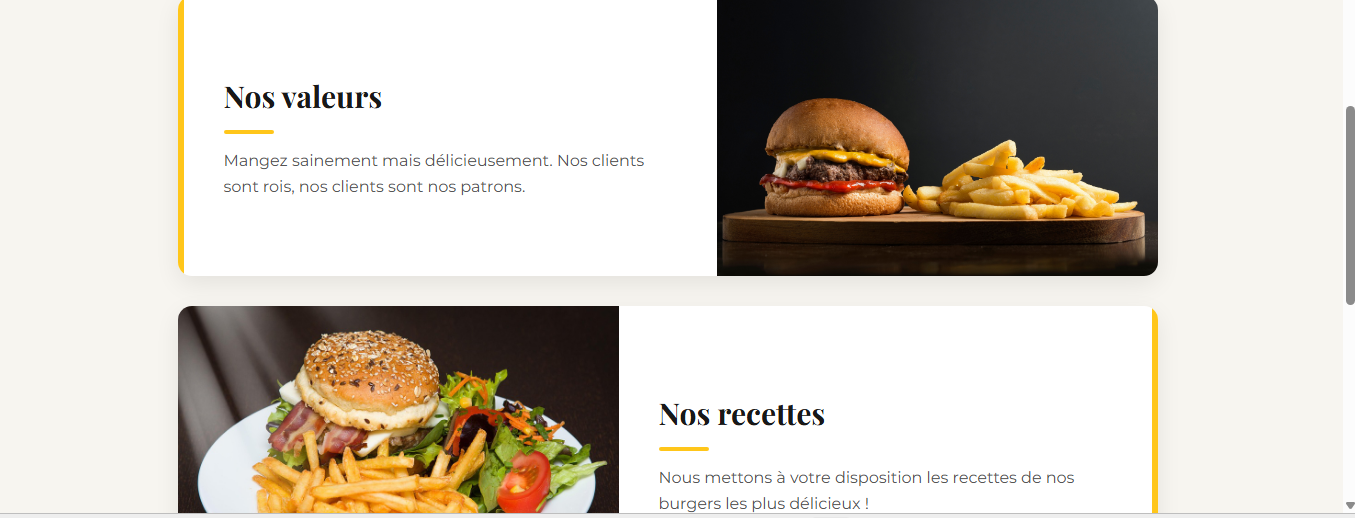 Nos valeurs
Mangez sainement mais délicieusement. Nos clients
sont rois, nos clients sont nos patrons.
Nos recettes
Nous mettons à votre disposition les recettes de nos
burgers les plus délicieux !